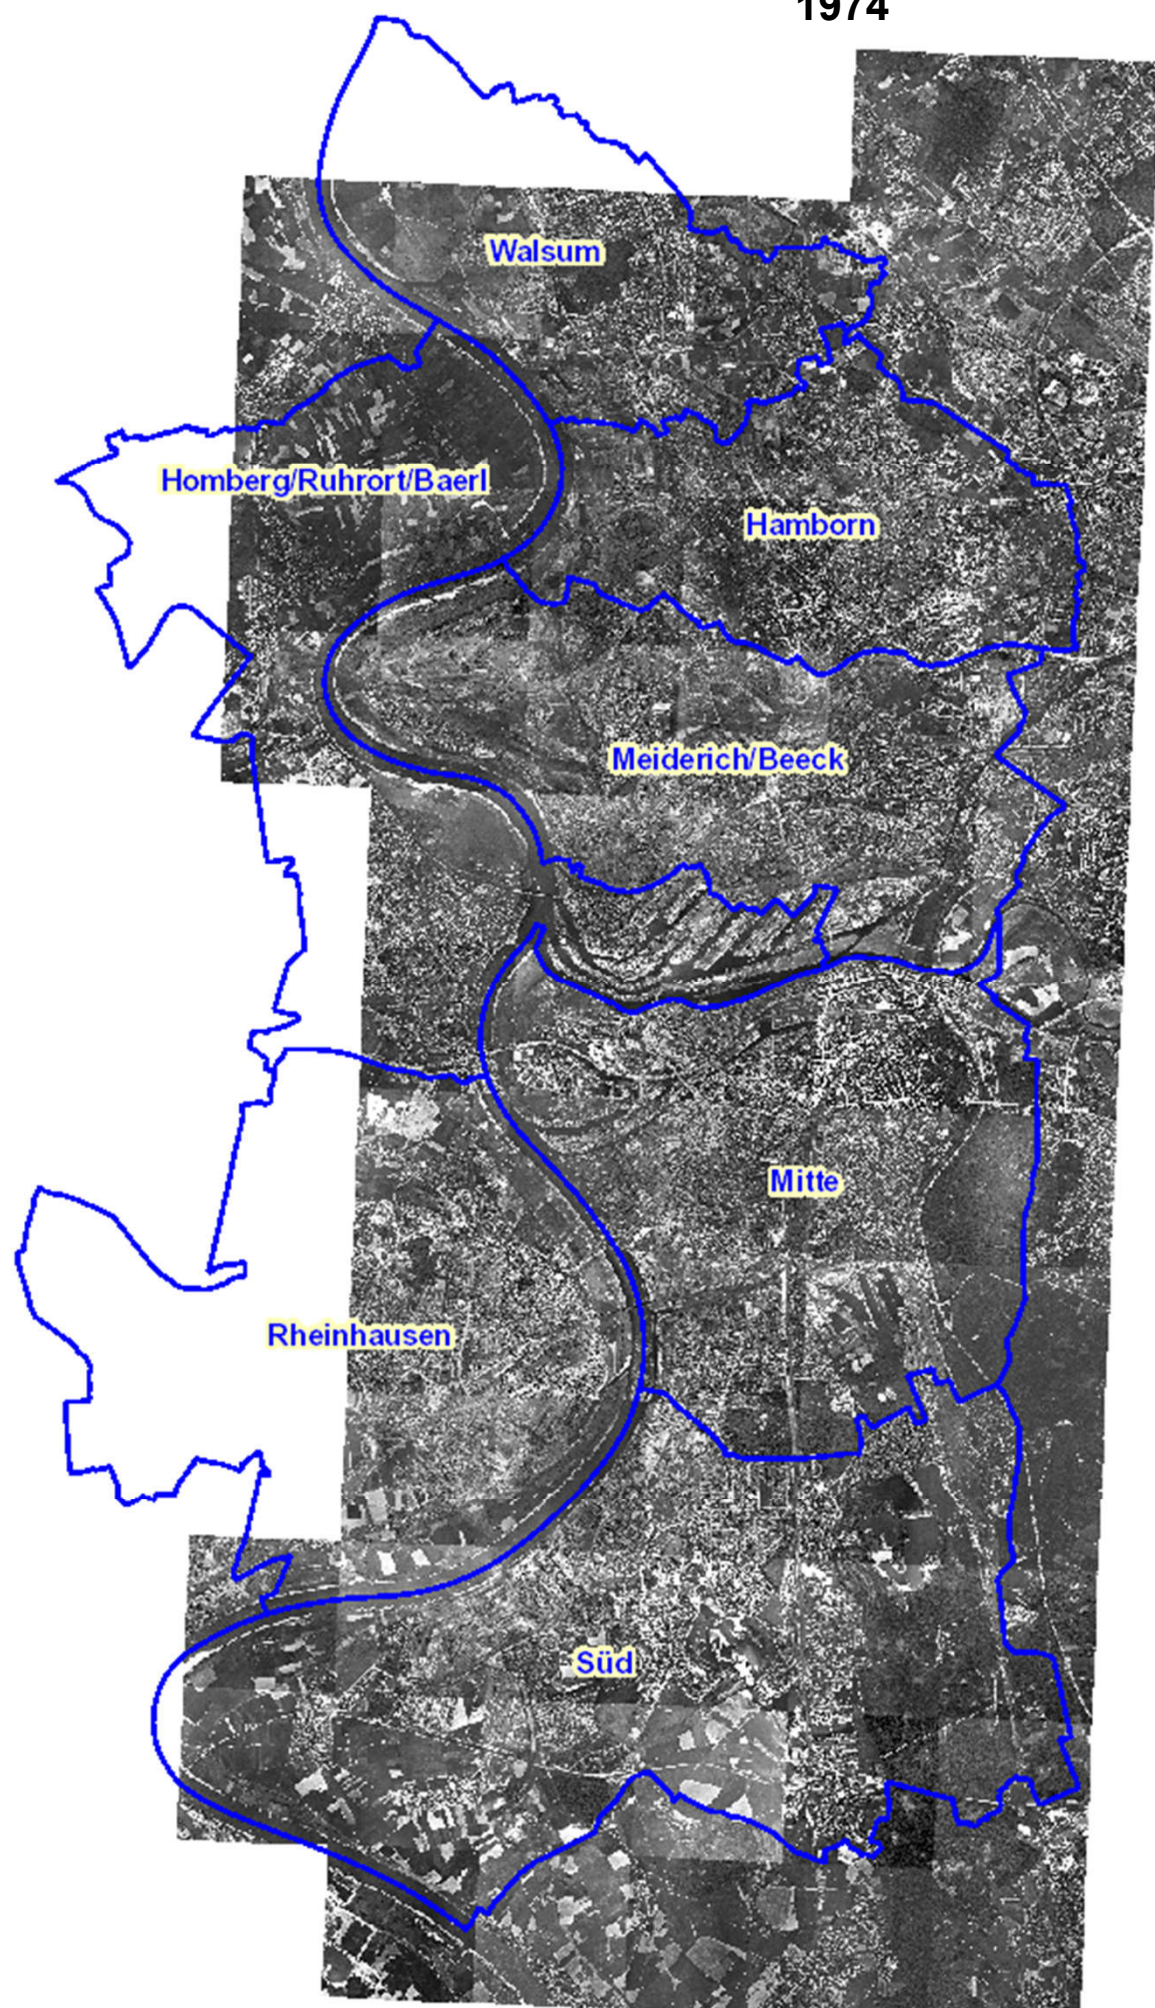 1974
Walsum
Homberg/Ruhrort/Baerl
Hamborn
Meiderich/Beeck
Mitte
Rheinhausen
Süd